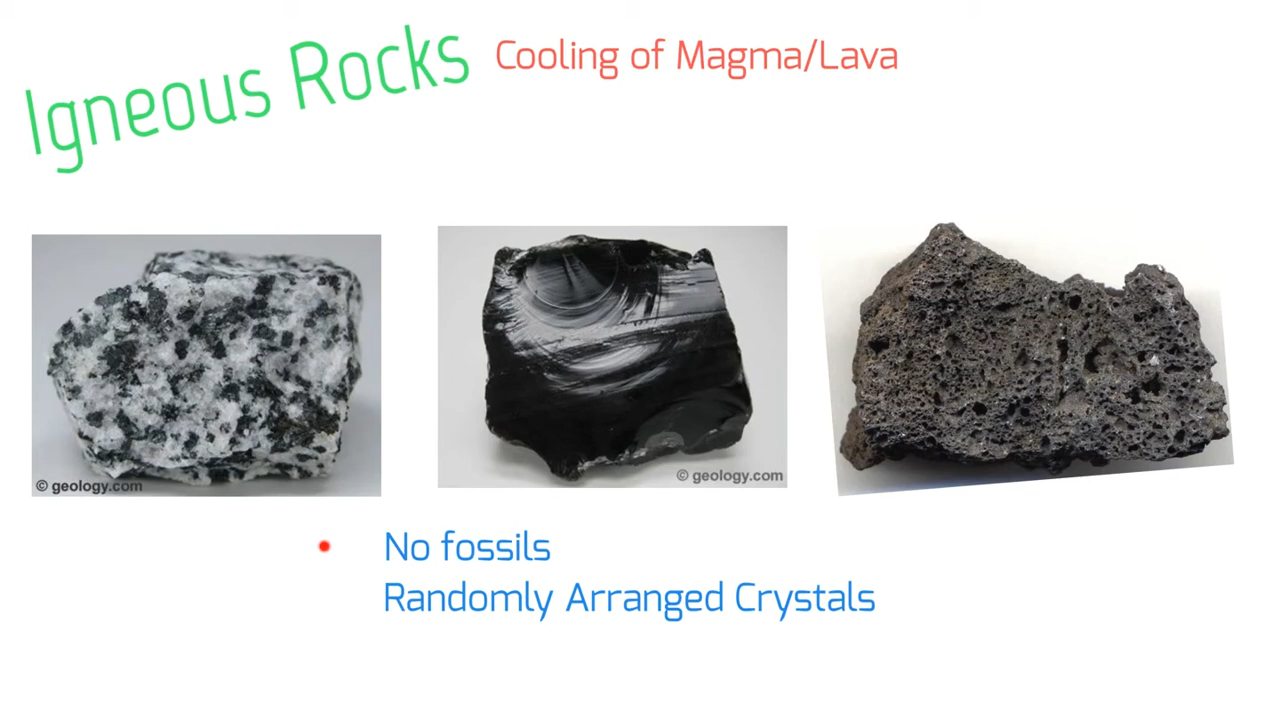 Igneous Rocks
Cooling of Magma/Lava
© geology.com
© geology.com
No fossils
Randomly Arranged Crystals